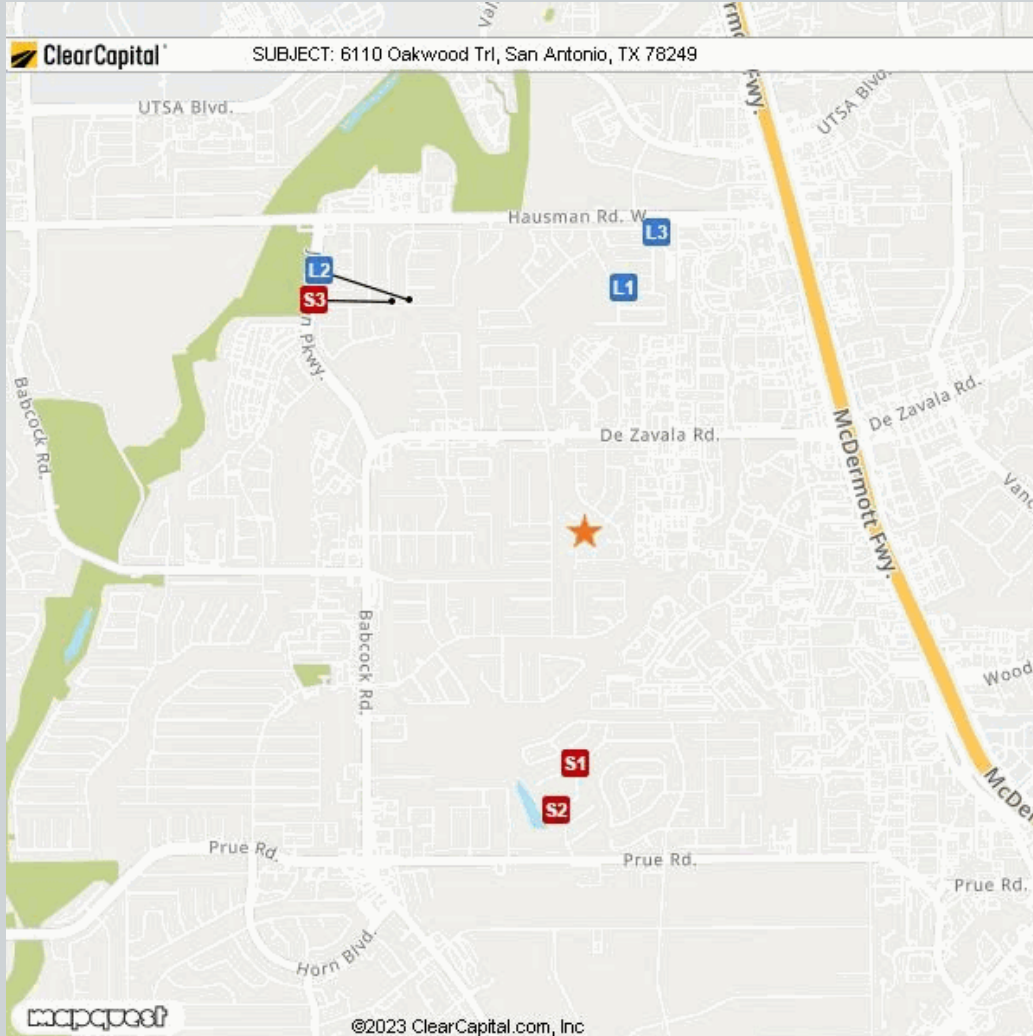 Val
ClearCapital
SUBJECT: 6110 Oakwood Trl, San Antonio, TX 78249
UTSA Blvd.
UTSA Blvd.
Fwy.
Hausman Rd. W
L3
L2
L1
S3
n Pkwy.
De Zavala Rd.
De Zavala Rd.
Babcock Rd.
McDermott Fwy.
Babcock Rd.
Wood
S1
S2
McDer
Prue Rd.
Prue Rd.
Prue Rd.
Horn Blvd.
mapquest
©2023 ClearCapital.com, Inc